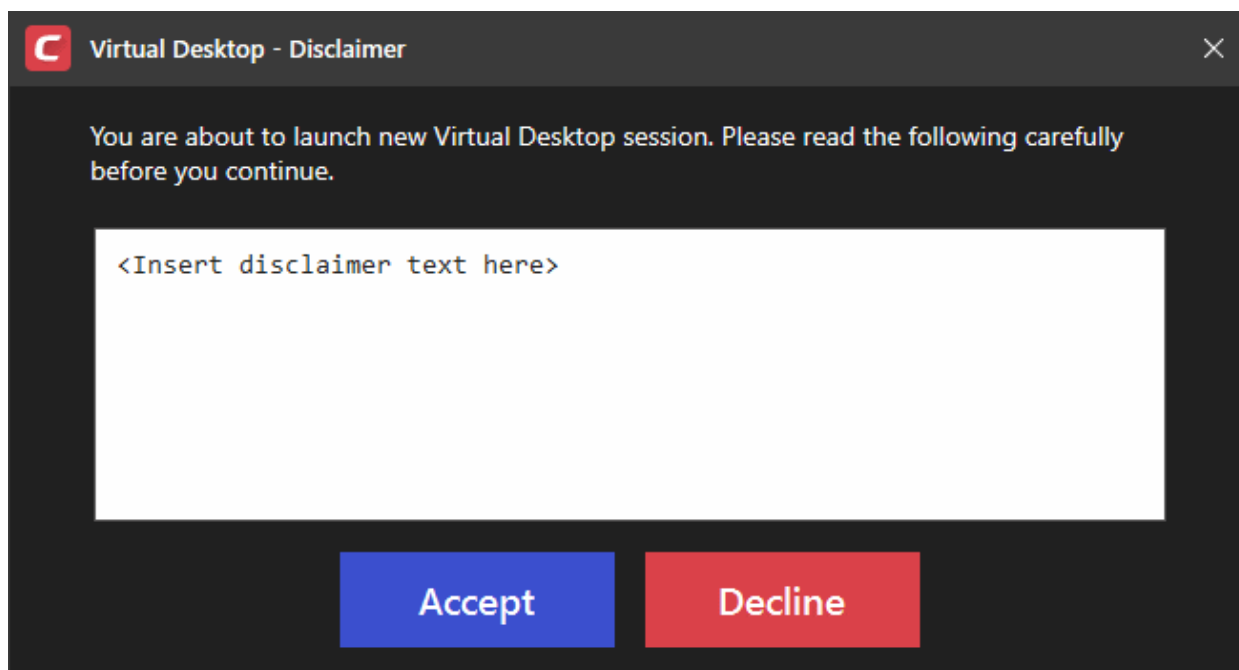 Virtual Desktop - Disclaimer
You are about to launch new Virtual Desktop session. Please read the following carefully
before you continue.
<Insert disclaimer text here>
Accept
Decline